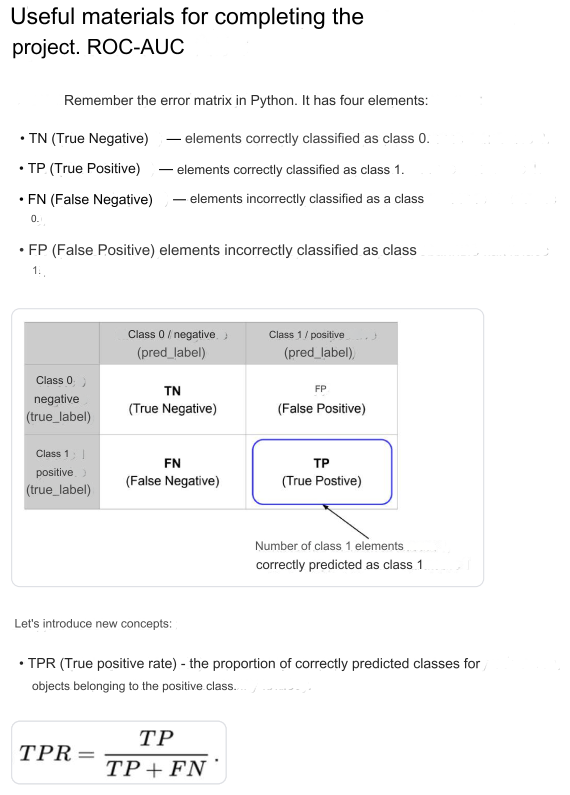 Useful materials for completing the
project. ROC-AUC
Remember the error matrix in Python. It has four elements:
• TN (True Negative) — elements correctly classified as class 0.
• TP (True Positive) — elements correctly classified as class 1.
• FN (False Negative) — elements incorrectly classified as a class
0.
• FP (False Positive) elements incorrectly classified as class
1.
Class 0 / negative
(pred_label)
Class 1 / positive
(pred_label)
Class 0
negative
(true_label)
TN
(True Negative)
FP
(False Positive)
Class 1
positive
(true_label)
FN
(False Negative)
TP
(True Postive)
Number of class 1 elements
correctly predicted as class 1
Let's introduce new concepts:
• TPR (True positive rate) - the proportion of correctly predicted classes for
objects belonging to the positive class.
TPR = TP / (TP + FN).